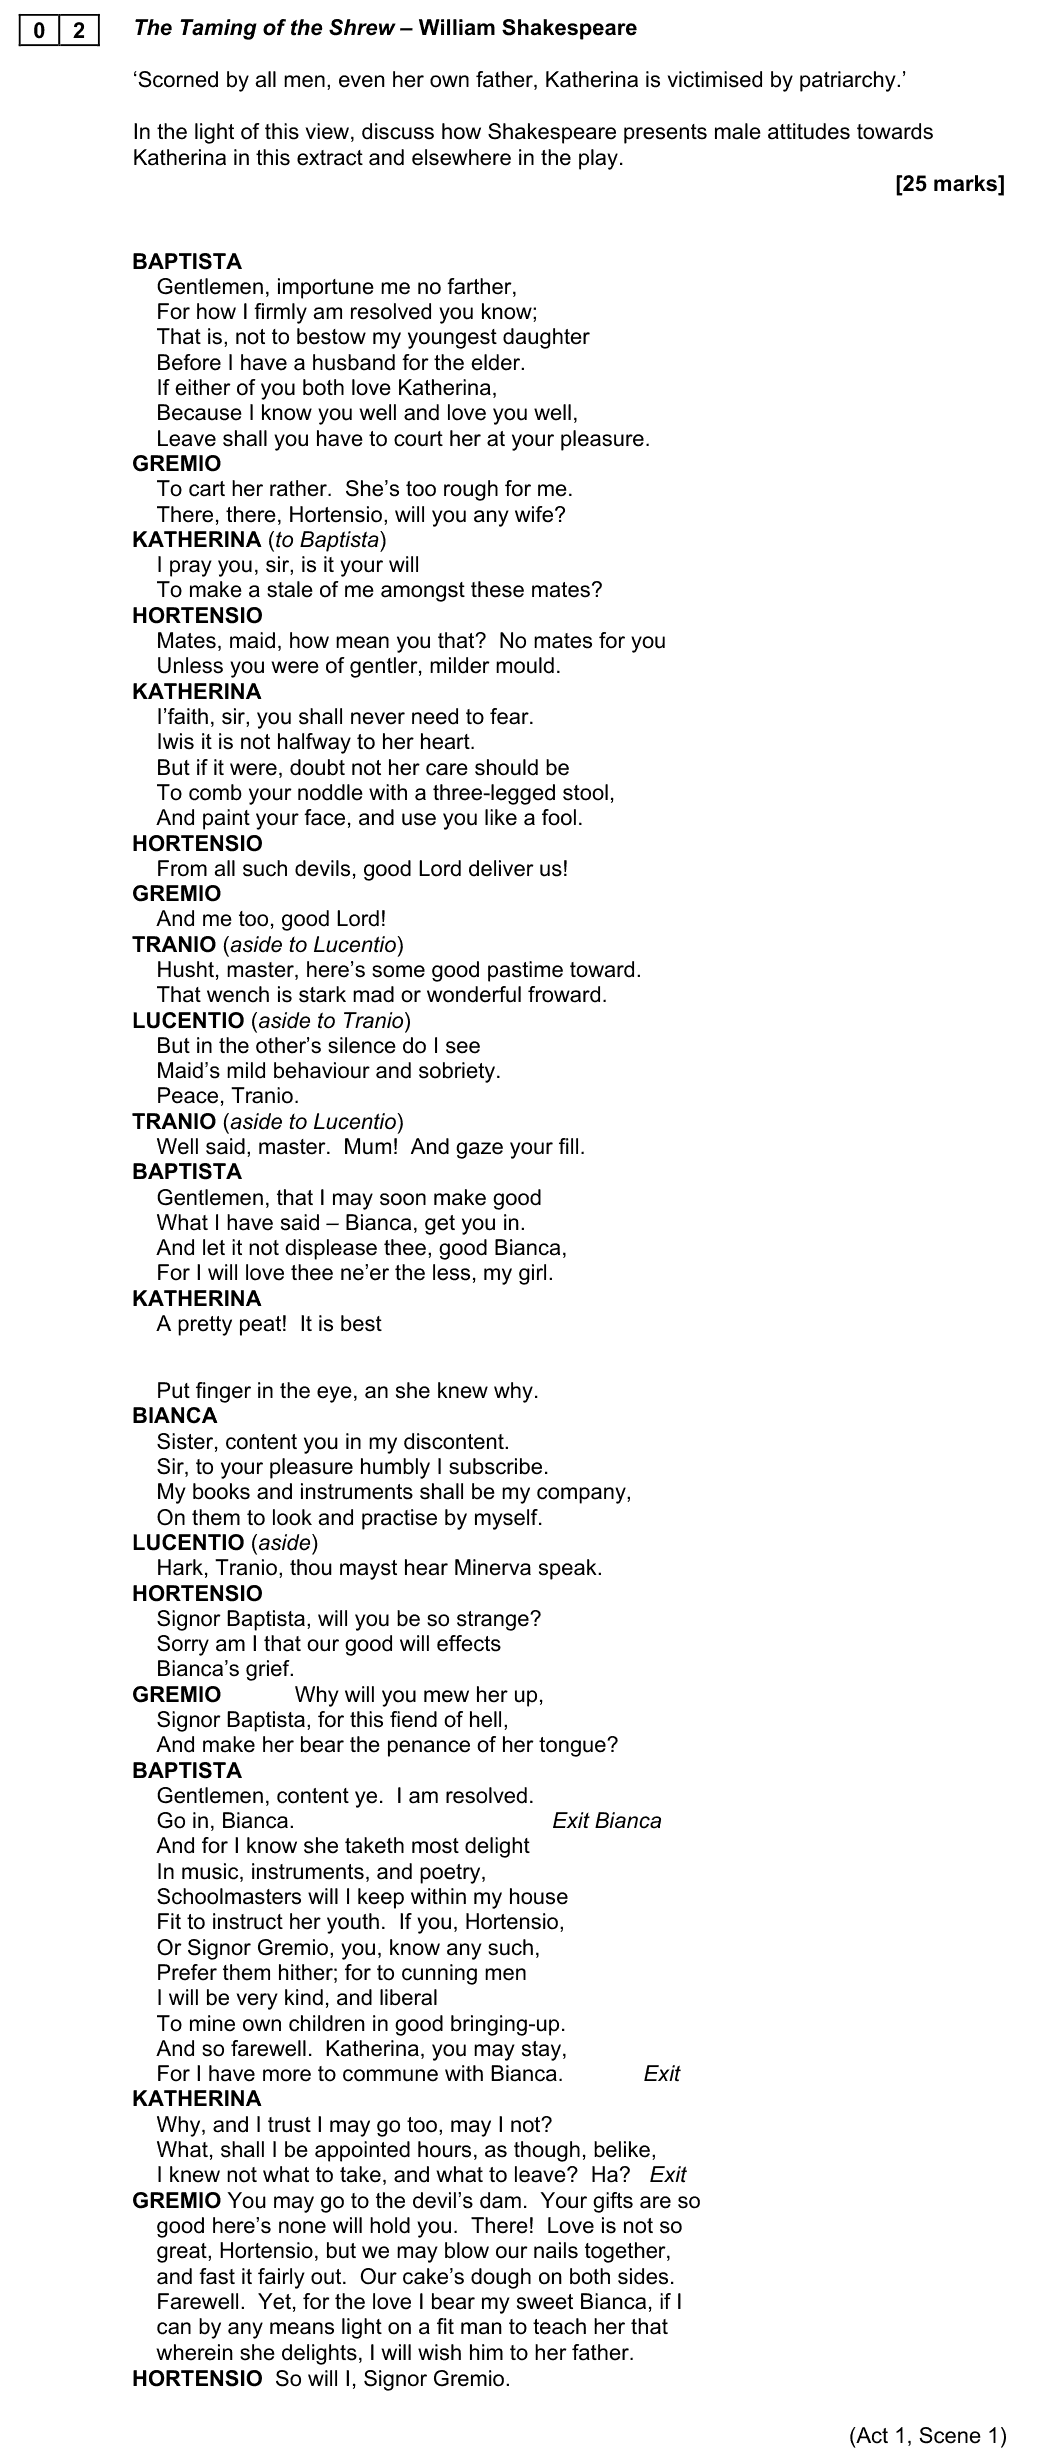 0 2 The Taming of the Shrew – William Shakespeare
‘Scorned by all men, even her own father, Katherina is victimised by patriarchy.’
In the light of this view, discuss how Shakespeare presents male attitudes towards
Katherina in this extract and elsewhere in the play.
[25 marks]
BAPTISTA
Gentlemen, importune me no farther,
For how I firmly am resolved you know;
That is, not to bestow my youngest daughter
Before I have a husband for the elder.
If either of you both love Katherina,
Because I know you well and love you well,
Leave shall you have to court her at your pleasure.
GREMIO
To cart her rather. She’s too rough for me.
There, there, Hortensio, will you any wife?
KATHERINA (to Baptista)
I pray you, sir, is it your will
To make a stale of me amongst these mates?
HORTENSIO
Mates, maid, how mean you that? No mates for you
Unless you were of gentler, milder mould.
KATHERINA
I’faith, sir, you shall never need to fear.
Iwis it is not halfway to her heart.
But if it were, doubt not her care should be
To comb your noddle with a three-legged stool,
And paint your face, and use you like a fool.
HORTENSIO
From all such devils, good Lord deliver us!
GREMIO
And me too, good Lord!
TRANIO (aside to Lucentio)
Husht, master, here’s some good pastime toward.
That wench is stark mad or wonderful froward.
LUCENTIO (aside to Tranio)
But in the other’s silence do I see
Maid’s mild behaviour and sobriety.
Peace, Tranio.
TRANIO (aside to Lucentio)
Well said, master. Mum! And gaze your fill.
BAPTISTA
Gentlemen, that I may soon make good
What I have said – Bianca, get you in.
And let it not displease thee, good Bianca,
For I will love thee ne’er the less, my girl.
KATHERINA
A pretty peat! It is best
Put finger in the eye, an she knew why.
BIANCA
Sister, content you in my discontent.
Sir, to your pleasure humbly I subscribe.
My books and instruments shall be my company,
On them to look and practise by myself.
LUCENTIO (aside)
Hark, Tranio, thou mayst hear Minerva speak.
HORTENSIO
Signor Baptista, will you be so strange?
Sorry am I that our good will effects
Bianca’s grief.
GREMIO Why will you mew her up,
Signor Baptista, for this fiend of hell,
And make her bear the penance of her tongue?
BAPTISTA
Gentlemen, content ye. I am resolved.
Go in, Bianca. Exit Bianca
And for I know she taketh most delight
In music, instruments, and poetry,
Schoolmasters will I keep within my house
Fit to instruct her youth. If you, Hortensio,
Or Signor Gremio, you, know any such,
Prefer them hither; for to cunning men
I will be very kind, and liberal
To mine own children in good bringing-up.
And so farewell. Katherina, you may stay,
For I have more to commune with Bianca. Exit
KATHERINA
Why, and I trust I may go too, may I not?
What, shall I be appointed hours, as though, belike,
I knew not what to take, and what to leave? Ha? Exit
GREMIO You may go to the devil’s dam. Your gifts are so
good here’s none will hold you. There! Love is not so
great, Hortensio, but we may blow our nails together,
and fast it fairly out. Our cake’s dough on both sides.
Farewell. Yet, for the love I bear my sweet Bianca, if I
can by any means light on a fit man to teach her that
wherein she delights, I will wish him to her father.
HORTENSIO So will I, Signor Gremio.
(Act 1, Scene 1)